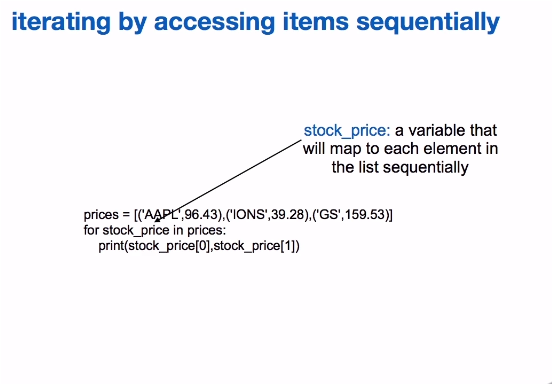 iterating by accessing items sequentially
stock_price: a variable that
will map to each element in
the list sequentially
prices = [('AAPL',96.43),('IONS',39.28),('GS',159.53)]
for stock_price in prices:
    print(stock_price[0],stock_price[1])